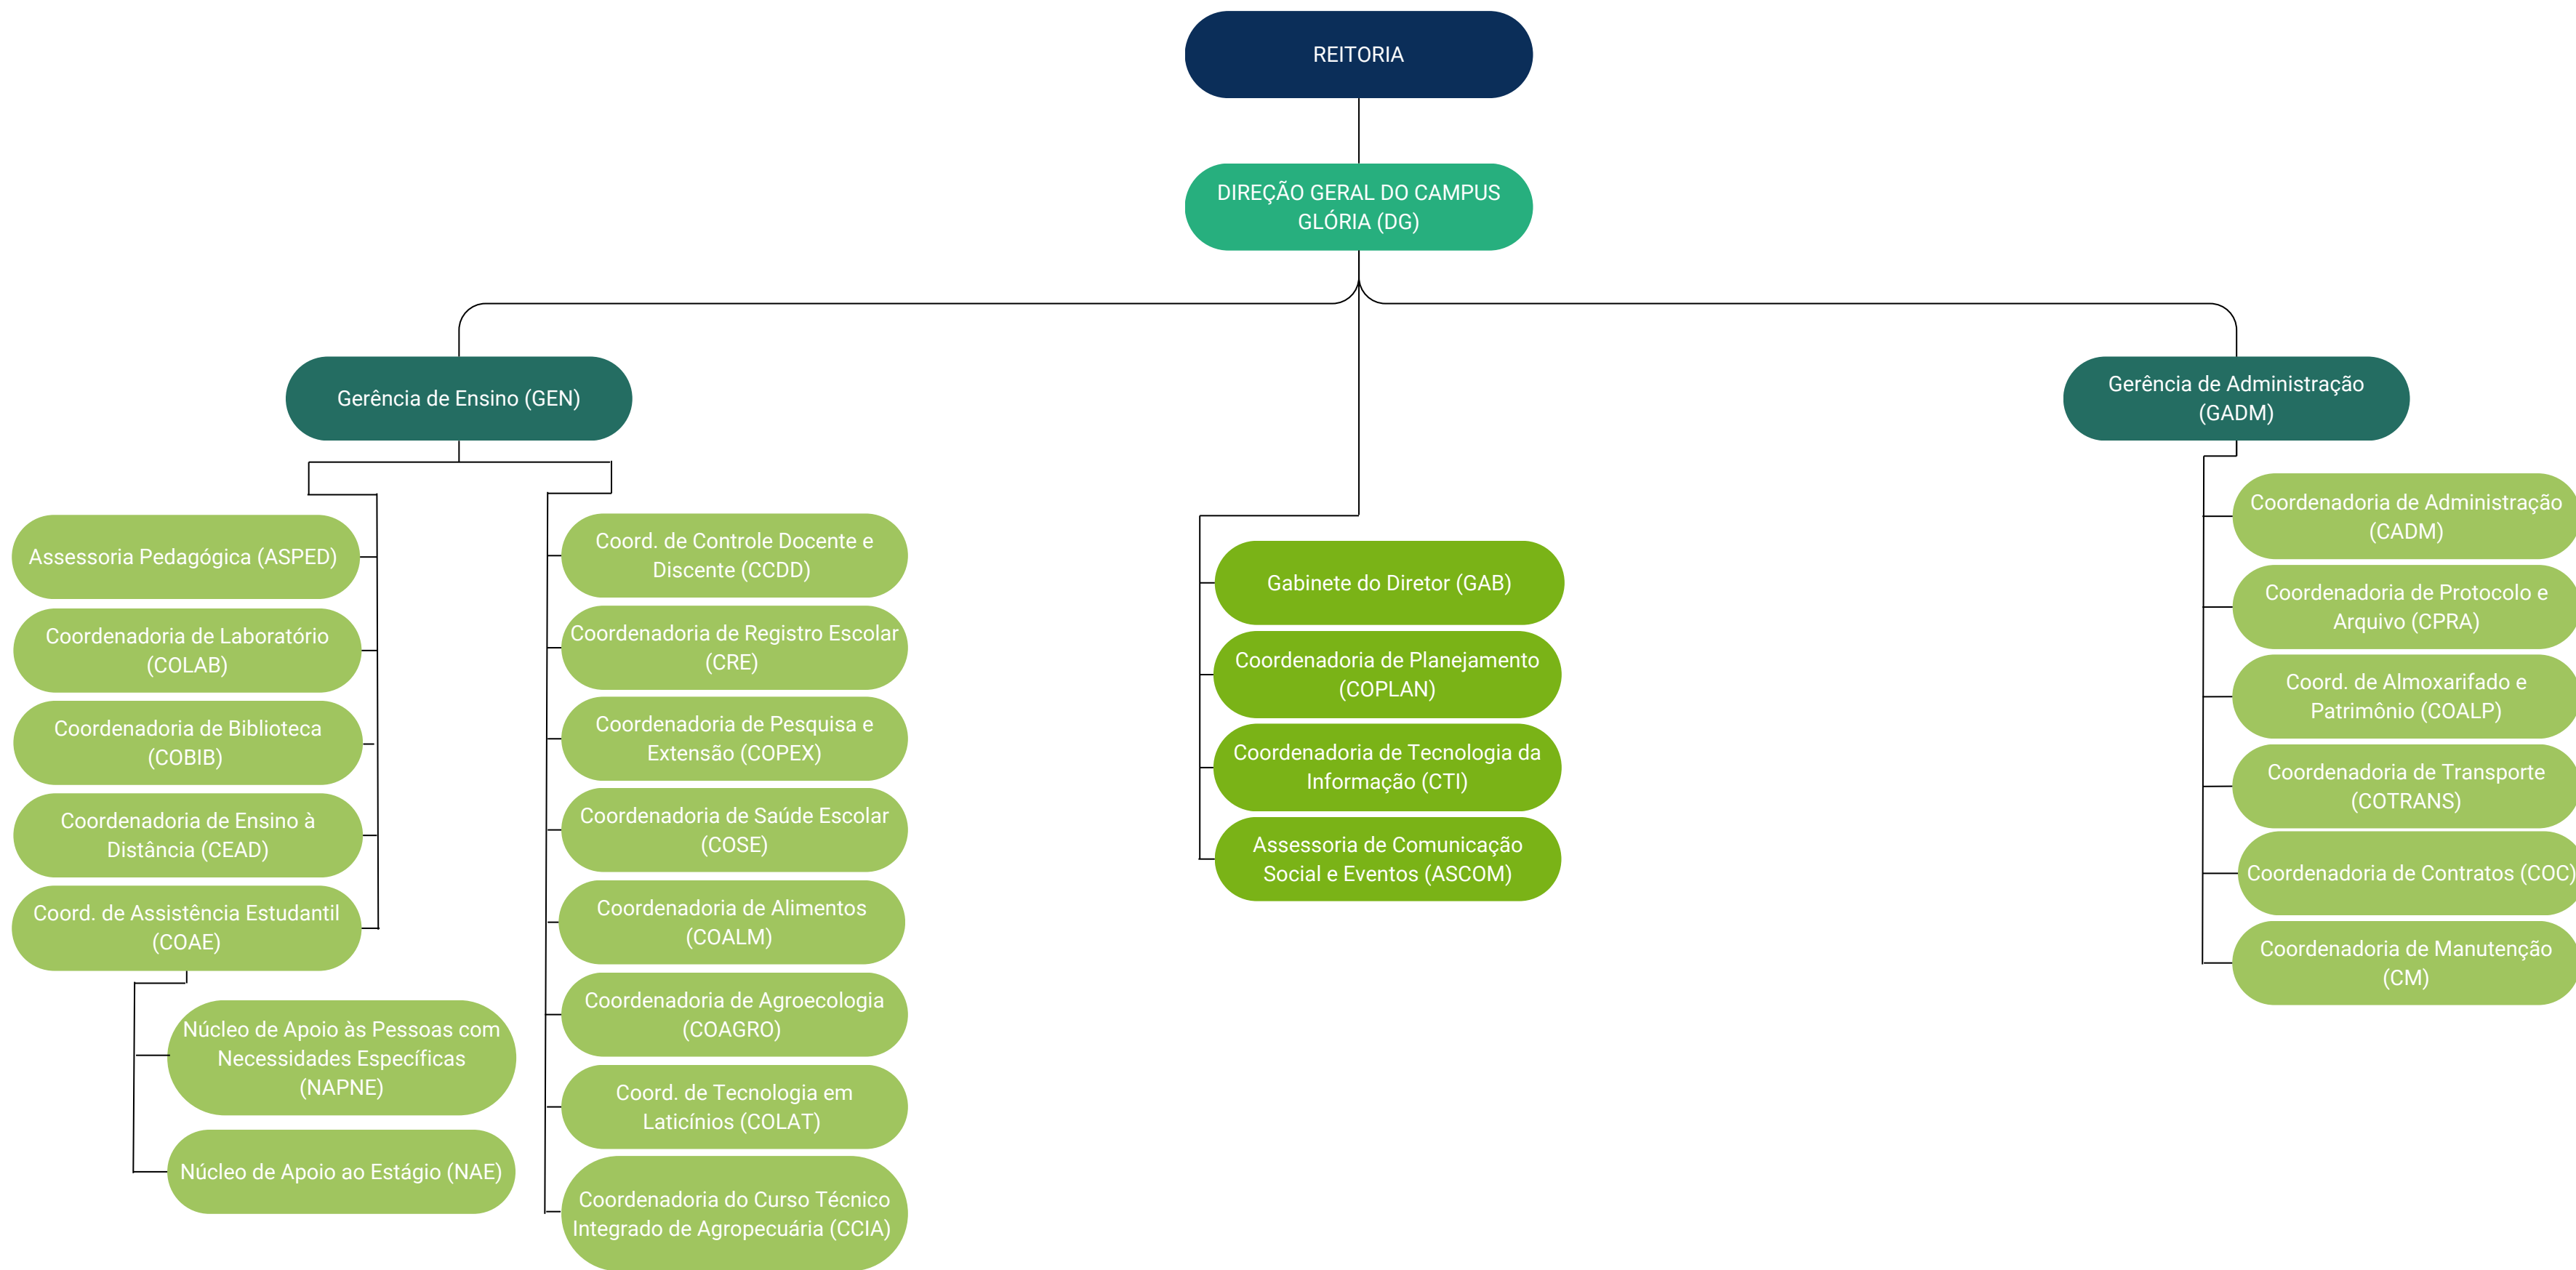 REITORIA
DIREÇÃO GERAL DO CAMPUS
GLÓRIA (DG)
Gerência de Ensino (GEN)
Assessoria Pedagógica (ASPED)
Coordenadoria de Laboratório
(COLAB)
Coordenadoria de Biblioteca
(COBIB)
Coordenadoria de Ensino à
Distância (CEAD)
Coord. de Assistência Estudantil
(COAE)
Núcleo de Apoio às Pessoas com
Necessidades Específicas
(NAPNE)
Núcleo de Apoio ao Estágio (NAE)
Coord. de Controle Docente e
Discente (CCDD)
Coordenadoria de Registro Escolar
(CRE)
Coordenadoria de Pesquisa e
Extensão (COPEX)
Coordenadoria de Saúde Escolar
(COSE)
Coordenadoria de Alimentos
(COALM)
Coordenadoria de Agroecologia
(COAGRO)
Coord. de Tecnologia em
Laticínios (COLAT)
Coordenadoria do Curso Técnico
Integrado de Agropecuária (CCIA)
Gabinete do Diretor (GAB)
Coordenadoria de Planejamento
(COPLAN)
Coordenadoria de Tecnologia da
Informação (CTI)
Assessoria de Comunicação
Social e Eventos (ASCOM)
Gerência de Administração
(GADM)
Coordenadoria de Administração
(CADM)
Coordenadoria de Protocolo e
Arquivo (CPRA)
Coord. de Almoxarifado e
Patrimônio (COALP)
Coordenadoria de Transporte
(COTRANS)
Coordenadoria de Contratos (COC)
Coordenadoria de Manutenção
(CM)